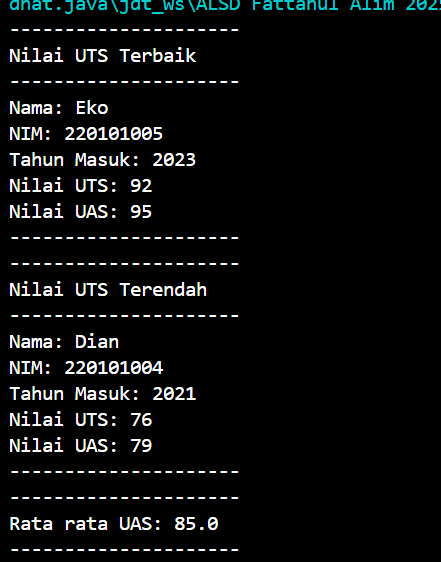 dhat.java\jdt_ws\ALSD Fattahul Alim 2025
---------------------
Nilai UTS Terbaik
---------------------
Nama: Eko
NIM: 220101005
Tahun Masuk: 2023
Nilai UTS: 92
Nilai UAS: 95
---------------------
---------------------
Nilai UTS Terendah
---------------------
Nama: Dian
NIM: 220101004
Tahun Masuk: 2021
Nilai UTS: 76
Nilai UAS: 79
---------------------
---------------------
Rata rata UAS: 85.0
---------------------